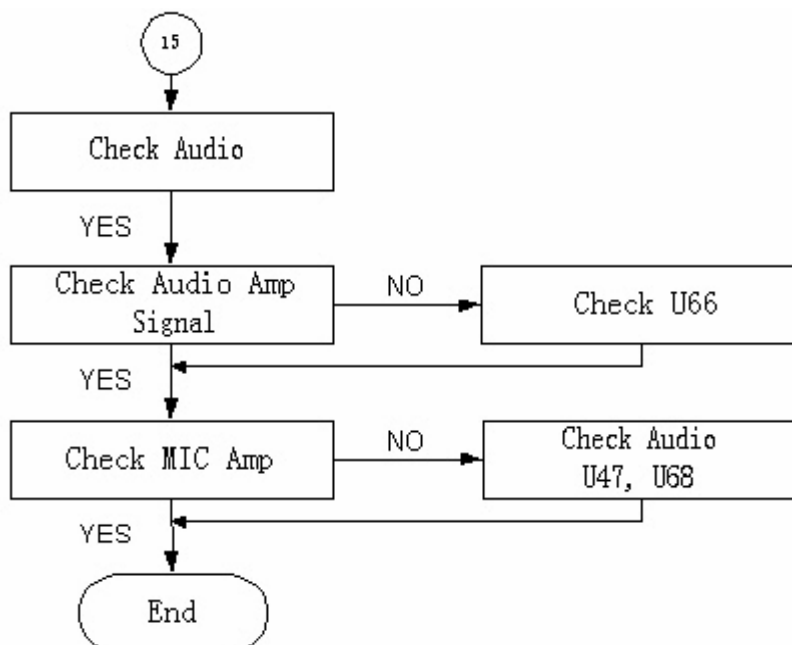 15
Check Audio
YES
Check Audio Amp
Signal
NO
Check U66
YES
Check MIC Amp
NO
Check Audio
U47, U68
YES
End